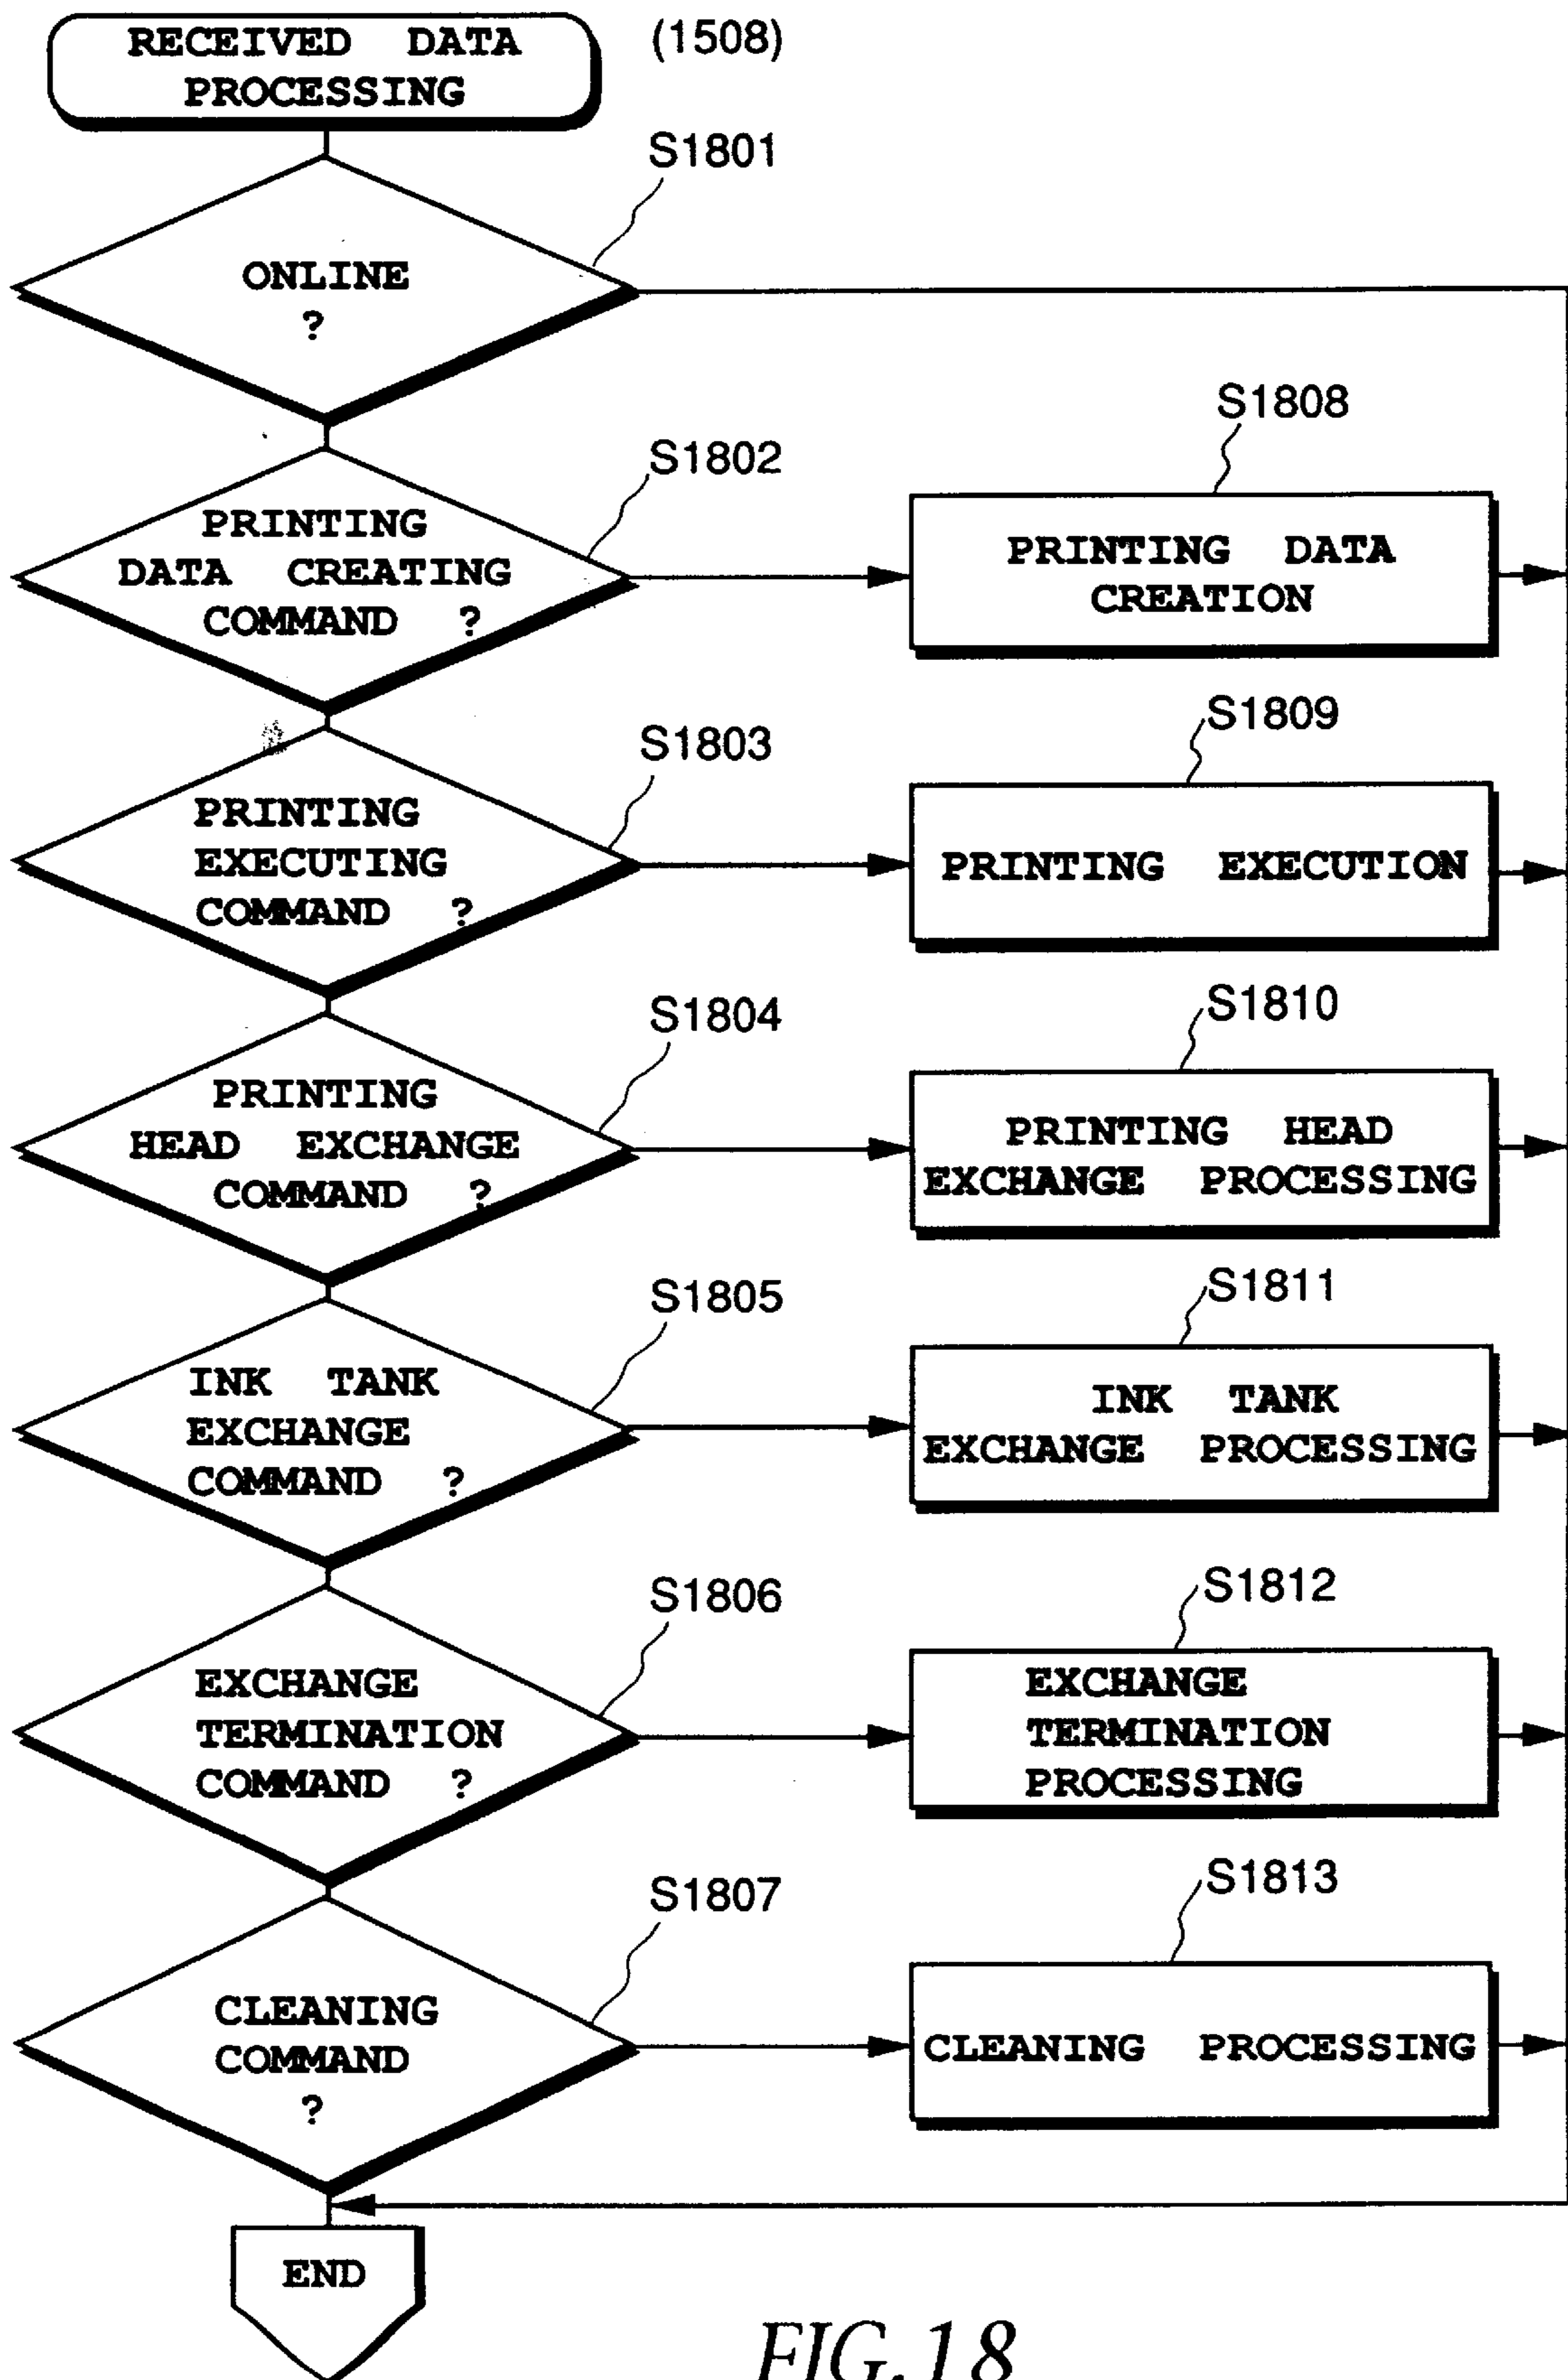 RECEIVED DATA
PROCESSING
(1508)
S1801
ONLINE
?
S1802
PRINTING
DATA CREATING
COMMAND ?
S1808
PRINTING DATA
CREATION
S1803
PRINTING
EXECUTING
COMMAND ?
S1809
PRINTING EXECUTION
S1804
PRINTING
HEAD EXCHANGE
COMMAND ?
S1810
PRINTING HEAD
EXCHANGE PROCESSING
S1805
INK TANK
EXCHANGE
COMMAND ?
S1811
INK TANK
EXCHANGE PROCESSING
S1806
EXCHANGE
TERMINATION
COMMAND ?
S1812
EXCHANGE
TERMINATION
PROCESSING
S1807
CLEANING
COMMAND
?
S1813
CLEANING PROCESSING
END
FIG.18